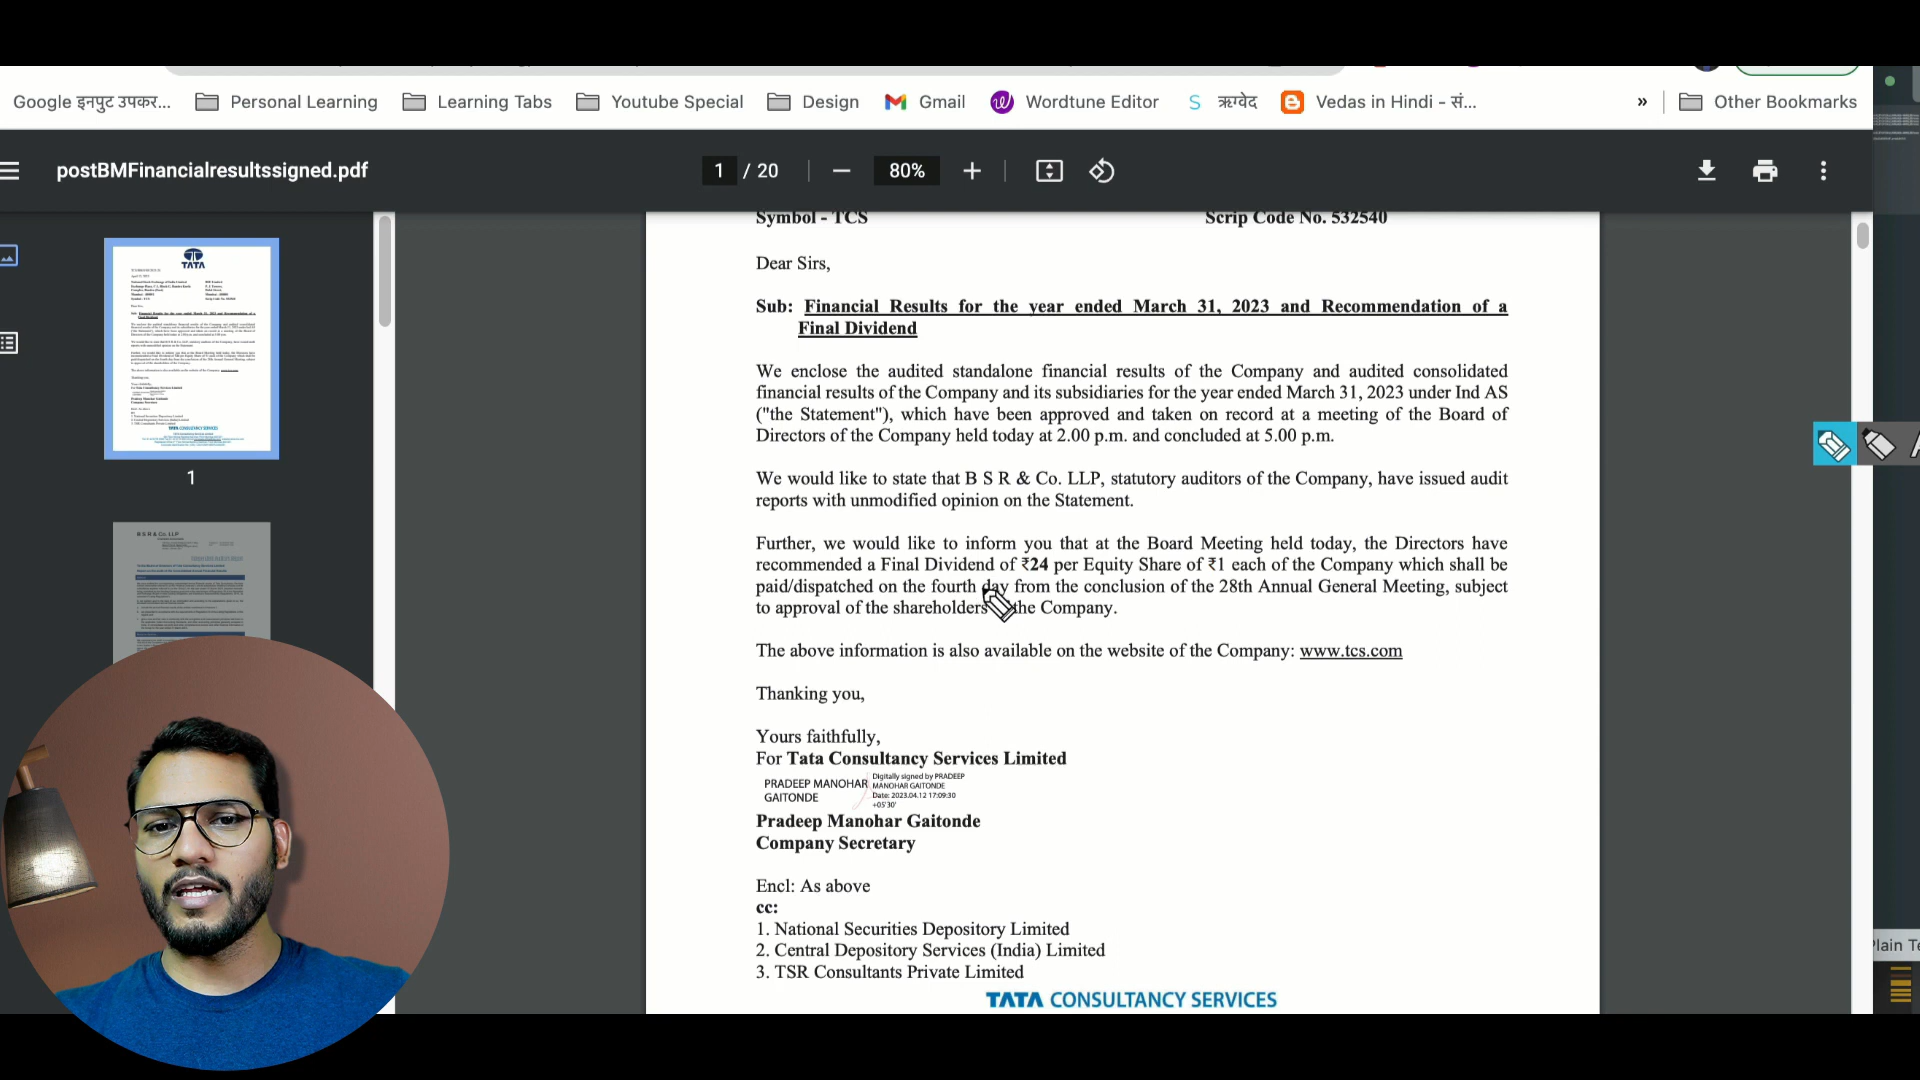 Google इनपुट उपकर... Personal Learning Learning Tabs Youtube Special Design Gmail Wordtune Editor S ऋग्वेद Vedas in Hindi - सं... » Other Bookmarks
postBMFinancialresultssigned.pdf 1 / 20 80%
Symbol - TCS Scrip Code No. 532540
Dear Sirs,
Sub: Financial Results for the year ended March 31, 2023 and Recommendation of a
Final Dividend
We enclose the audited standalone financial results of the Company and audited consolidated
financial results of the Company and its subsidiaries for the year ended March 31, 2023 under Ind AS
("the Statement"), which have been approved and taken on record at a meeting of the Board of
Directors of the Company held today at 2.00 p.m. and concluded at 5.00 p.m.
We would like to state that B S R & Co. LLP, statutory auditors of the Company, have issued audit
reports with unmodified opinion on the Statement.
Further, we would like to inform you that at the Board Meeting held today, the Directors have
recommended a Final Dividend of ₹24 per Equity Share of ₹1 each of the Company which shall be
paid/dispatched on the fourth day from the conclusion of the 28th Annual General Meeting, subject
to approval of the shareholders the Company.
The above information is also available on the website of the Company: www.tcs.com
Thanking you,
Yours faithfully,
For Tata Consultancy Services Limited
PRADEEP MANOHAR
GAITONDE
Digitally signed by PRADEEP
MANOHAR GAITONDE
Date: 2023.04.12 17:09:30
+05'30'
Pradeep Manohar Gaitonde
Company Secretary
Encl: As above
cc:
1. National Securities Depository Limited
2. Central Depository Services (India) Limited
3. TSR Consultants Private Limited
TATA CONSULTANCY SERVICES
TATA
1
B S R & Co. LLP